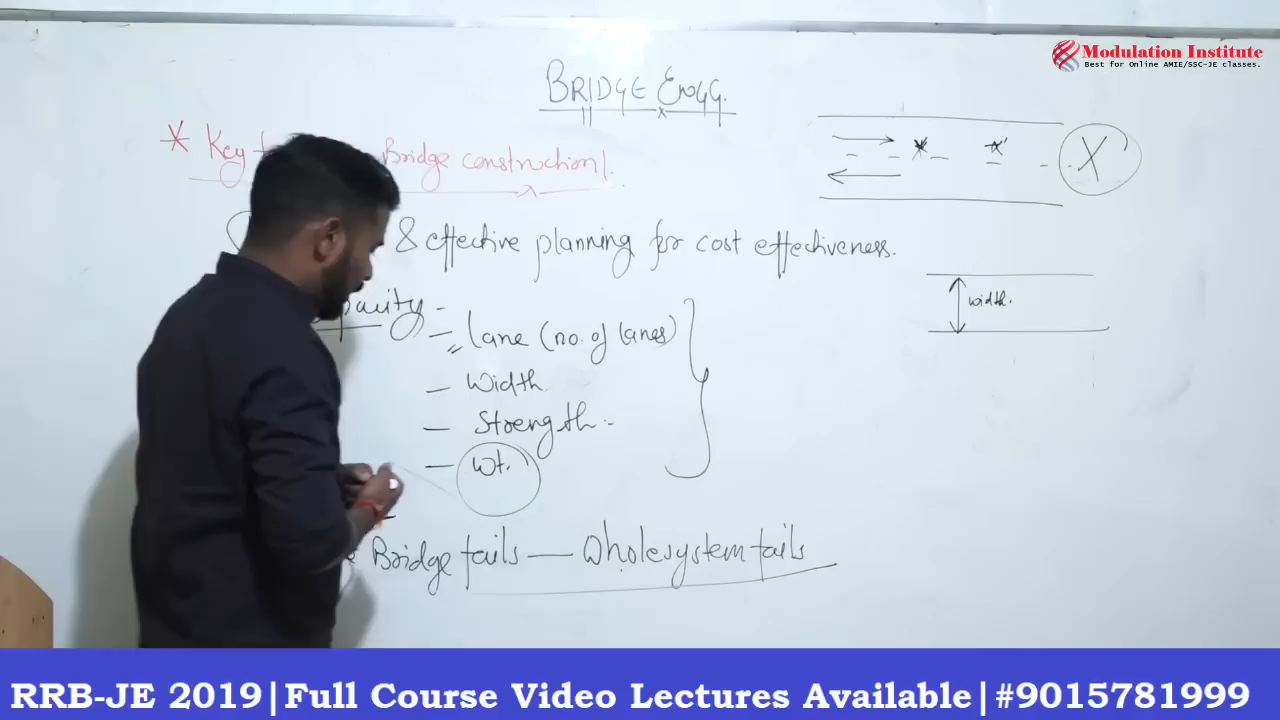 Modulation Institute
Best for Online AMIE/SSC-JE classes.
BRIDGE Engg.
* Key Bridge construction
& effective planning for cost effectiveness.
— Lane (no. of lanes)
— Width
— Strength
— Wt.
Bridge fails — Whole system fails
X
width.
RRB-JE 2019|Full Course Video Lectures Available|#9015781999